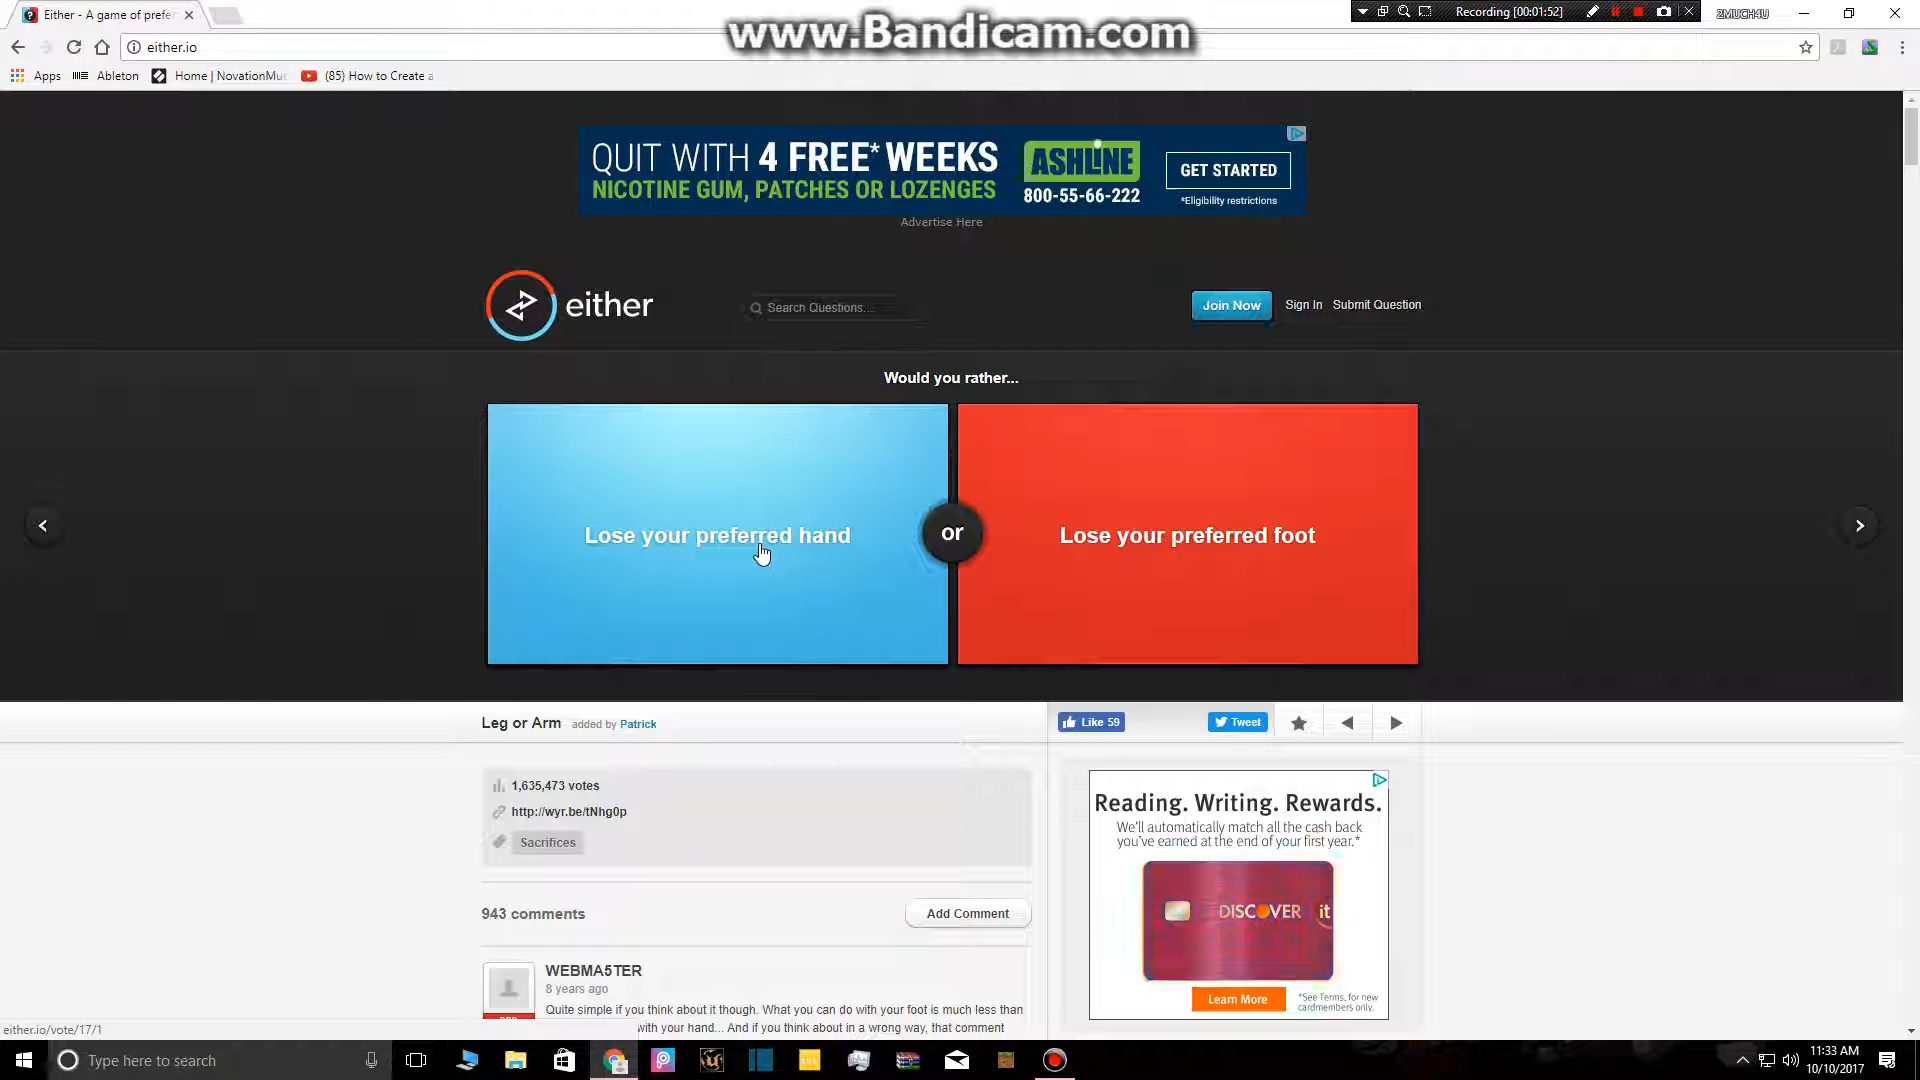 Either - A game of prefe
www.Bandicam.com
Recording [00:01:52]
2MUCH4U
either.io
Apps
Ableton
Home | NovationMus
(85) How to Create a
QUIT WITH 4 FREE* WEEKS
NICOTINE GUM, PATCHES OR LOZENGES
ASHLINE
800-55-66-222
GET STARTED
*Eligibility restrictions
Advertise Here
either
Search Questions...
Join Now
Sign In
Submit Question
Would you rather...
Lose your preferred hand
or
Lose your preferred foot
Leg or Arm added by Patrick
Like 59
Tweet
1,635,473 votes
http://wyr.be/tNhg0p
Sacrifices
943 comments
Add Comment
WEBMA5TER
8 years ago
Quite simple if you think about it though. What you can do with your foot is much less than
with your hand... And if you think about in a wrong way, that comment
Reading. Writing. Rewards.
We'll automatically match all the cash back
you've earned at the end of your first year.*
DISCOVER it
Learn More
*See Terms, for new
cardmembers only.
either.io/vote/17/1
Type here to search
11:33 AM
10/10/2017